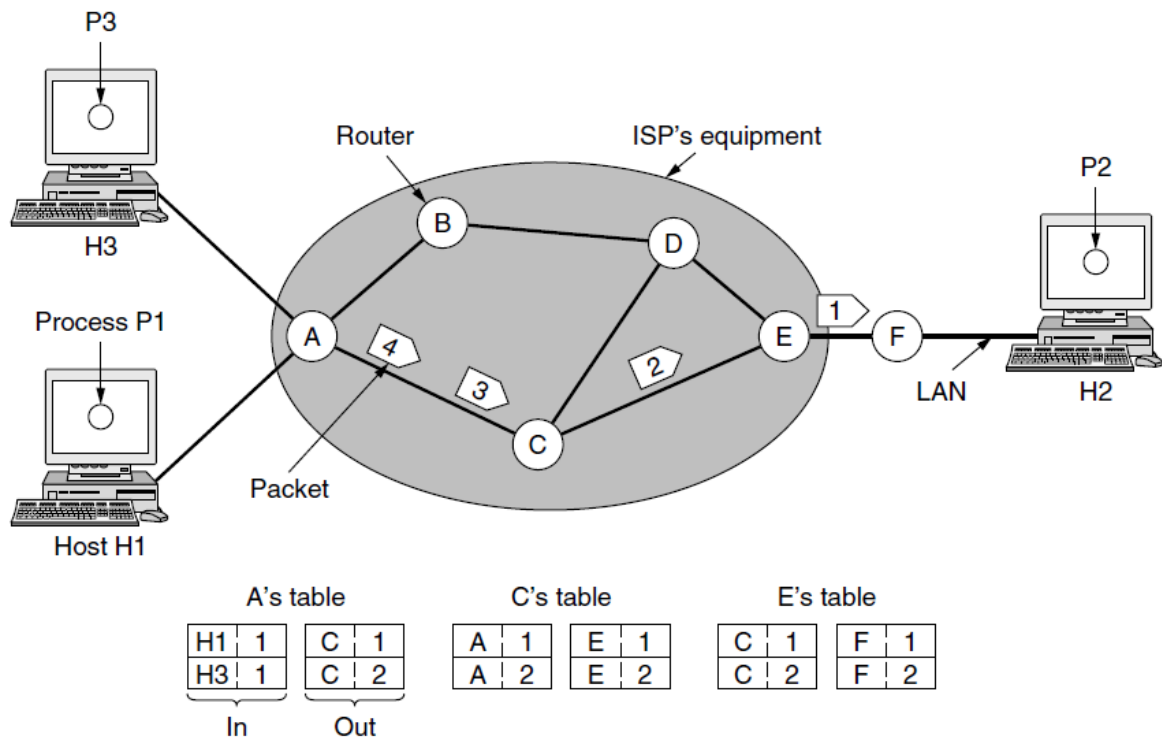 P3
Router
ISP's equipment
P2
B
D
H3
Process P1
A
4
3
2
1
E
F
C
LAN
H2
Packet
Host H1
A's table
C's table
E's table
H1 1 C 1 A 1 E 1 C 1 F 1
H3 1 C 2 A 2 E 2 C 2 F 2
In Out